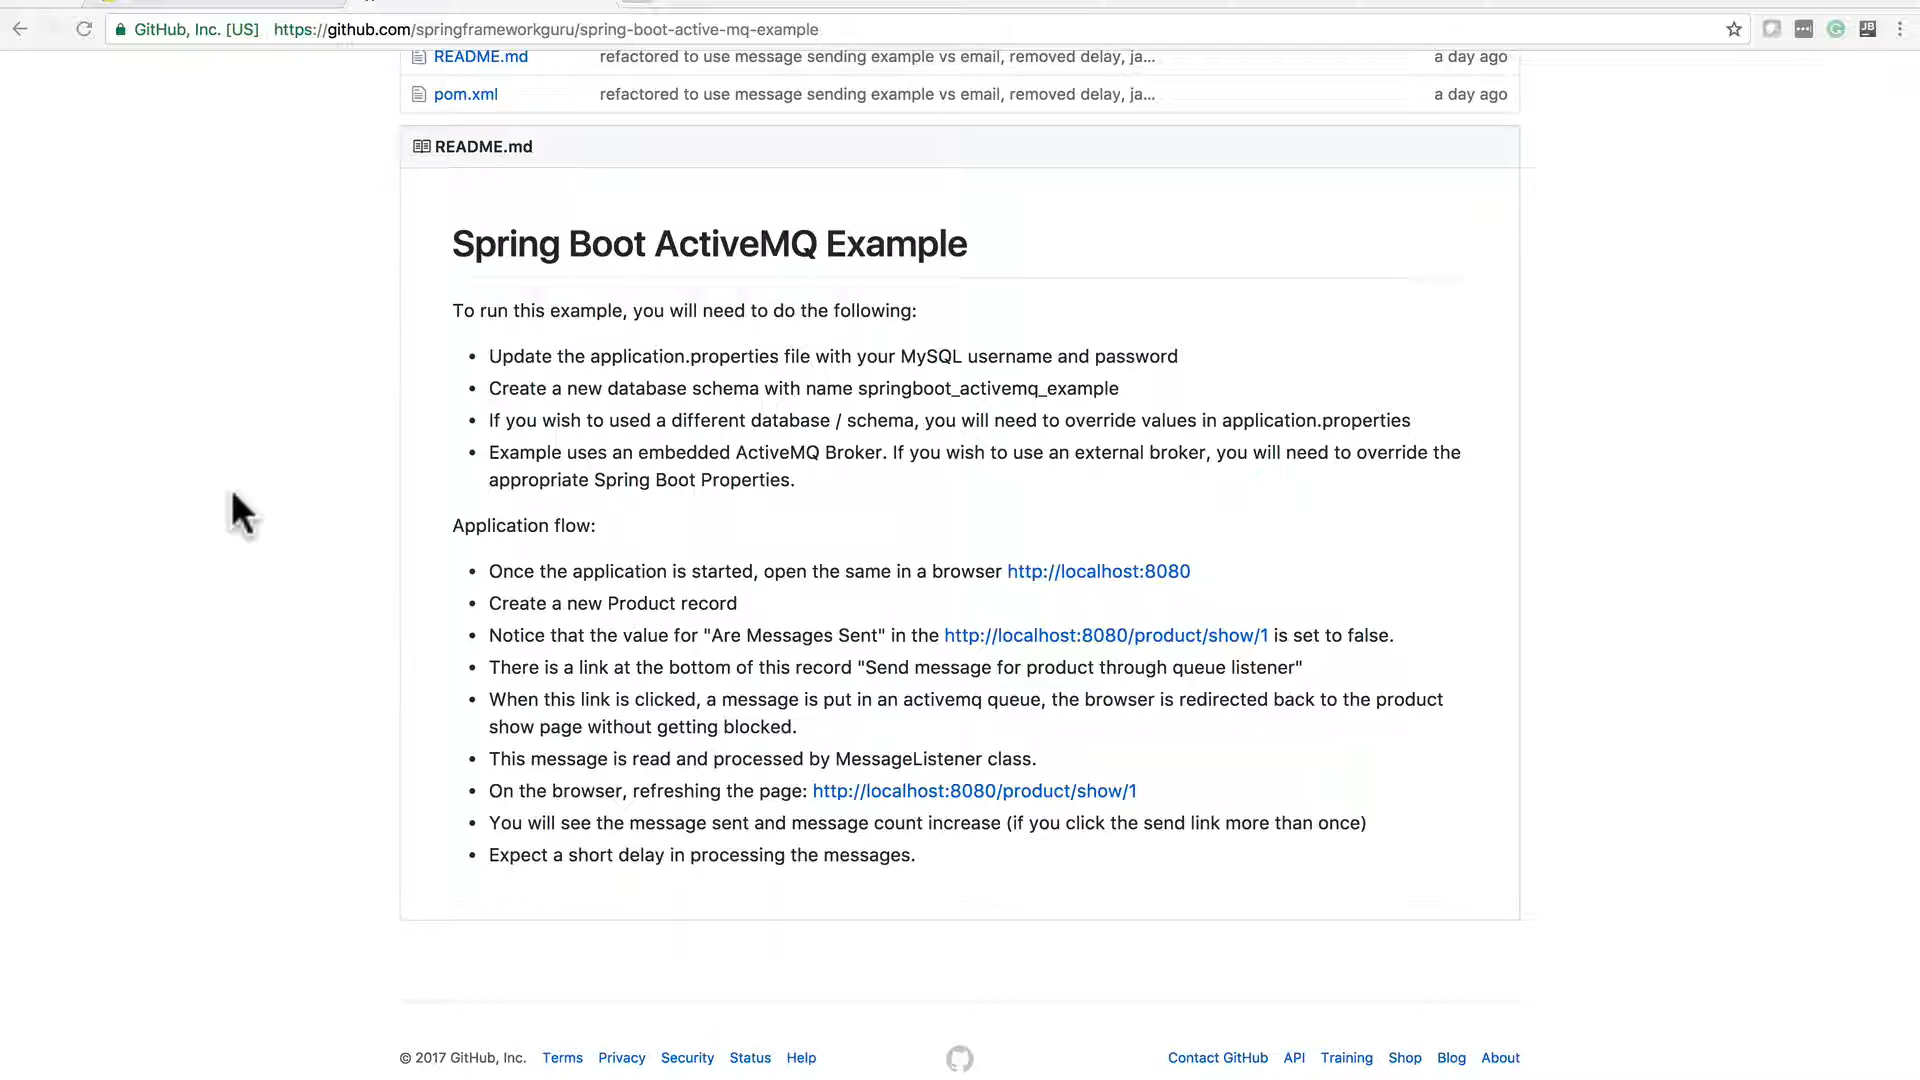 GitHub, Inc. [US] https://github.com/springframeworkguru/spring-boot-active-mq-example
JB
README.md refactored to use message sending example vs email, removed delay, ja... a day ago
pom.xml refactored to use message sending example vs email, removed delay, ja... a day ago
README.md
Spring Boot ActiveMQ Example
To run this example, you will need to do the following:
• Update the application.properties file with your MySQL username and password
• Create a new database schema with name springboot_activemq_example
• If you wish to used a different database / schema, you will need to override values in application.properties
• Example uses an embedded ActiveMQ Broker. If you wish to use an external broker, you will need to override the
appropriate Spring Boot Properties.
Application flow:
• Once the application is started, open the same in a browser http://localhost:8080
• Create a new Product record
• Notice that the value for "Are Messages Sent" in the http://localhost:8080/product/show/1 is set to false.
• There is a link at the bottom of this record "Send message for product through queue listener"
• When this link is clicked, a message is put in an activemq queue, the browser is redirected back to the product
show page without getting blocked.
• This message is read and processed by MessageListener class.
• On the browser, refreshing the page: http://localhost:8080/product/show/1
• You will see the message sent and message count increase (if you click the send link more than once)
• Expect a short delay in processing the messages.
© 2017 GitHub, Inc. Terms Privacy Security Status Help Contact GitHub API Training Shop Blog About